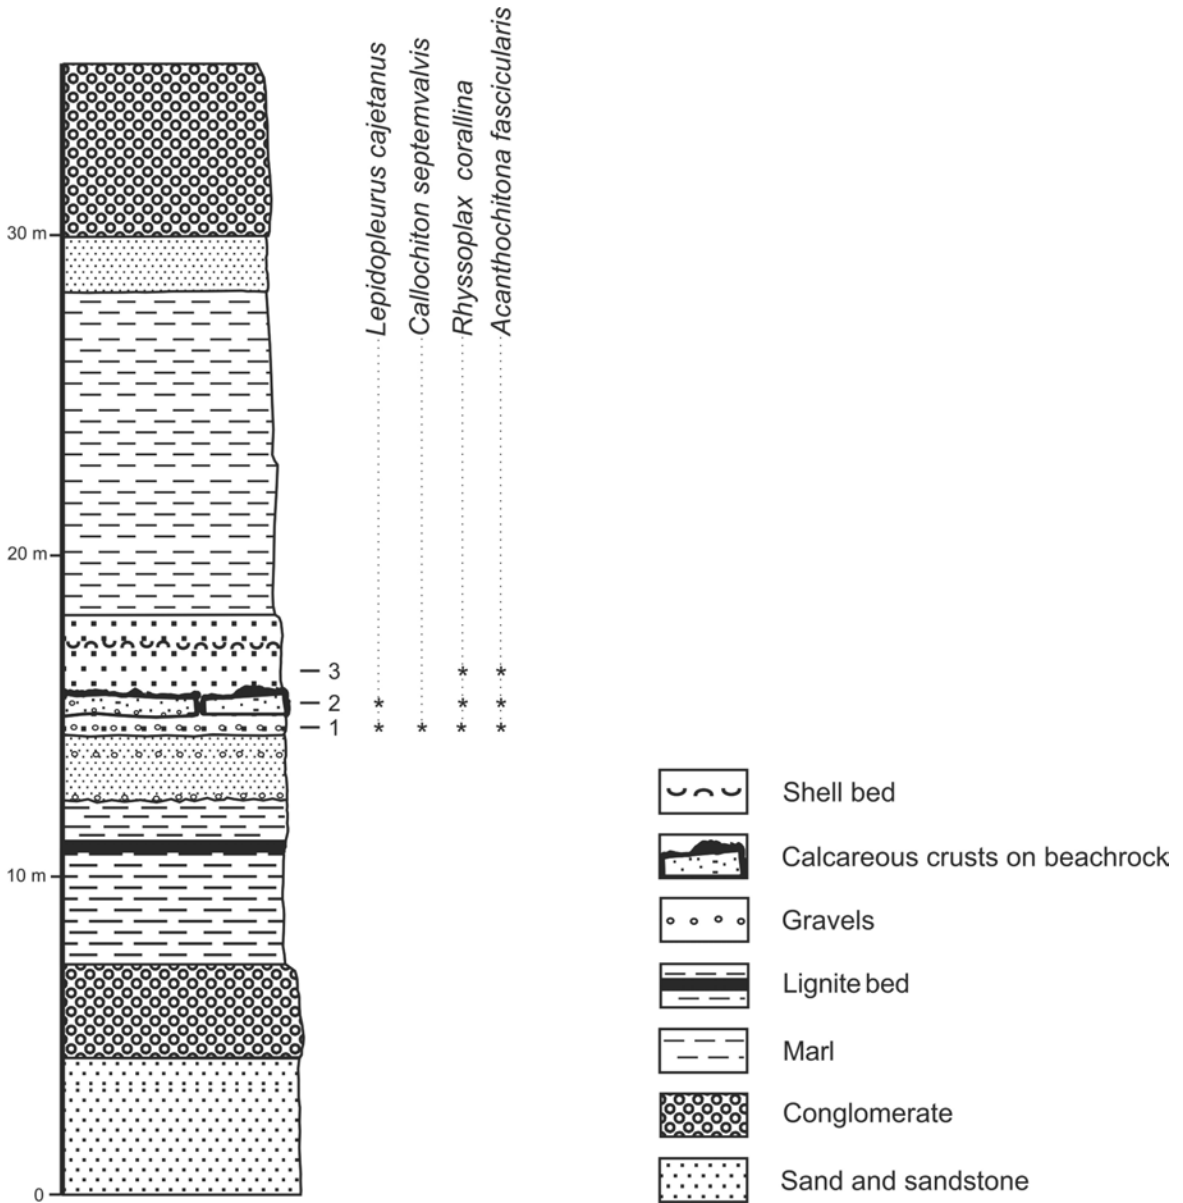 Lepidopleurus cajetanus
Callochiton septemvalvis
Rhyssoplax corallina
Acanthochitona fascicularis
30 m
20 m
3
2
1
10 m
0
Shell bed
Calcareous crusts on beachrock
Gravels
Lignite bed
Marl
Conglomerate
Sand and sandstone